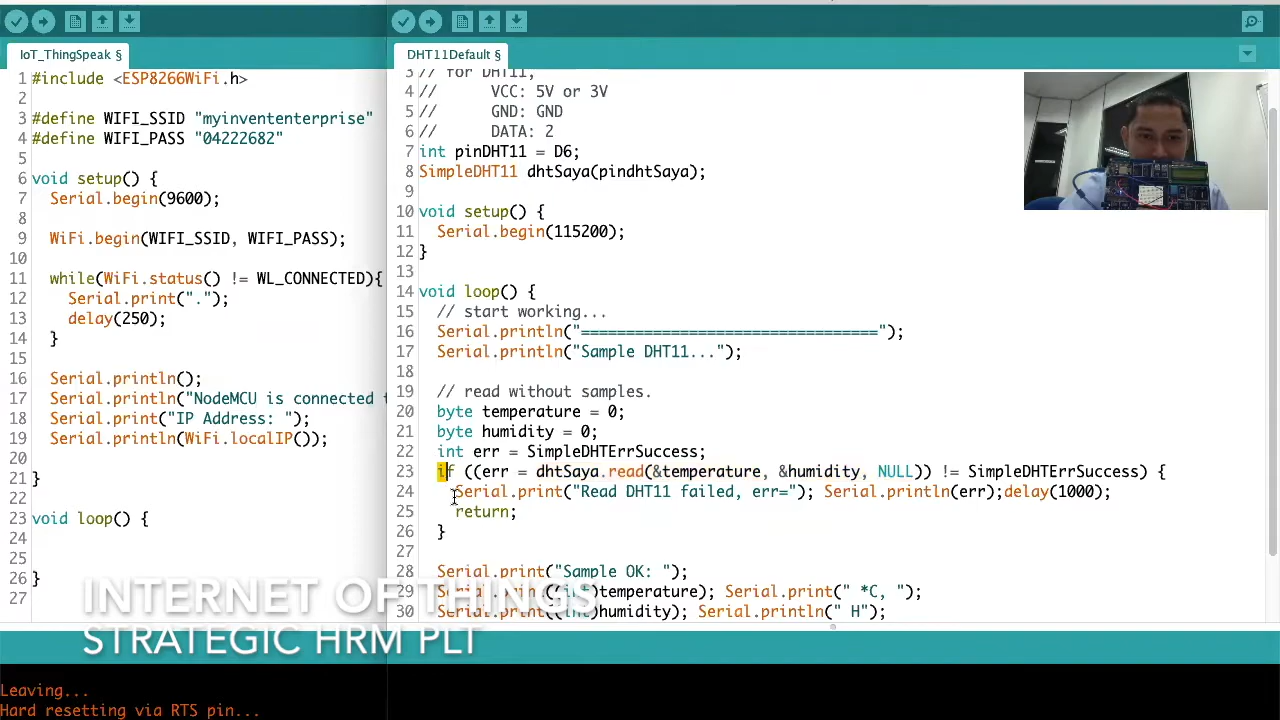 IoT_ThingSpeak §
1 #include <ESP8266WiFi.h>
2
3 #define WIFI_SSID "myinvententerprise"
4 #define WIFI_PASS "04222682"
5
6 void setup() {
7 Serial.begin(9600);
8
9 WiFi.begin(WIFI_SSID, WIFI_PASS);
10
11 while(WiFi.status() != WL_CONNECTED){
12 Serial.print(".");
13 delay(250);
14 }
15
16 Serial.println();
17 Serial.println("NodeMCU is connected
18 Serial.print("IP Address: ");
19 Serial.println(WiFi.localIP());
20
21 }
22
23 void loop() {
24
25
26 }
27
DHT11Default §
3 // for DHT11,
4 // VCC: 5V or 3V
5 // GND: GND
6 // DATA: 2
7 int pinDHT11 = D6;
8 SimpleDHT11 dhtSaya(pindhtSaya);
9
10 void setup() {
11 Serial.begin(115200);
12 }
13
14 void loop() {
15 // start working...
16 Serial.println("=================================");
17 Serial.println("Sample DHT11...");
18
19 // read without samples.
20 byte temperature = 0;
21 byte humidity = 0;
22 int err = SimpleDHTErrSuccess;
23 if ((err = dhtSaya.read(&temperature, &humidity, NULL)) != SimpleDHTErrSuccess) {
24 Serial.print("Read DHT11 failed, err="); Serial.println(err);delay(1000);
25 return;
26 }
27
28 Serial.print("Sample OK: ");
29 Serial.print((int)temperature); Serial.print(" *C, ");
30 Serial.print((int)humidity); Serial.println(" H");
INTERNET OF THINGS
STRATEGIC HRM PLT
Leaving...
Hard resetting via RTS pin...